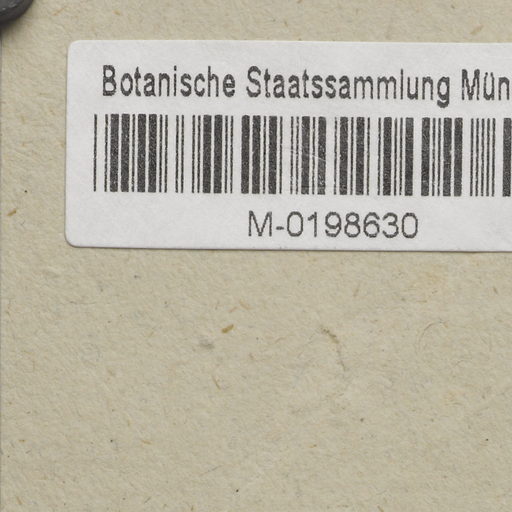 Botanische Staatssammlung Mün
M-0198630